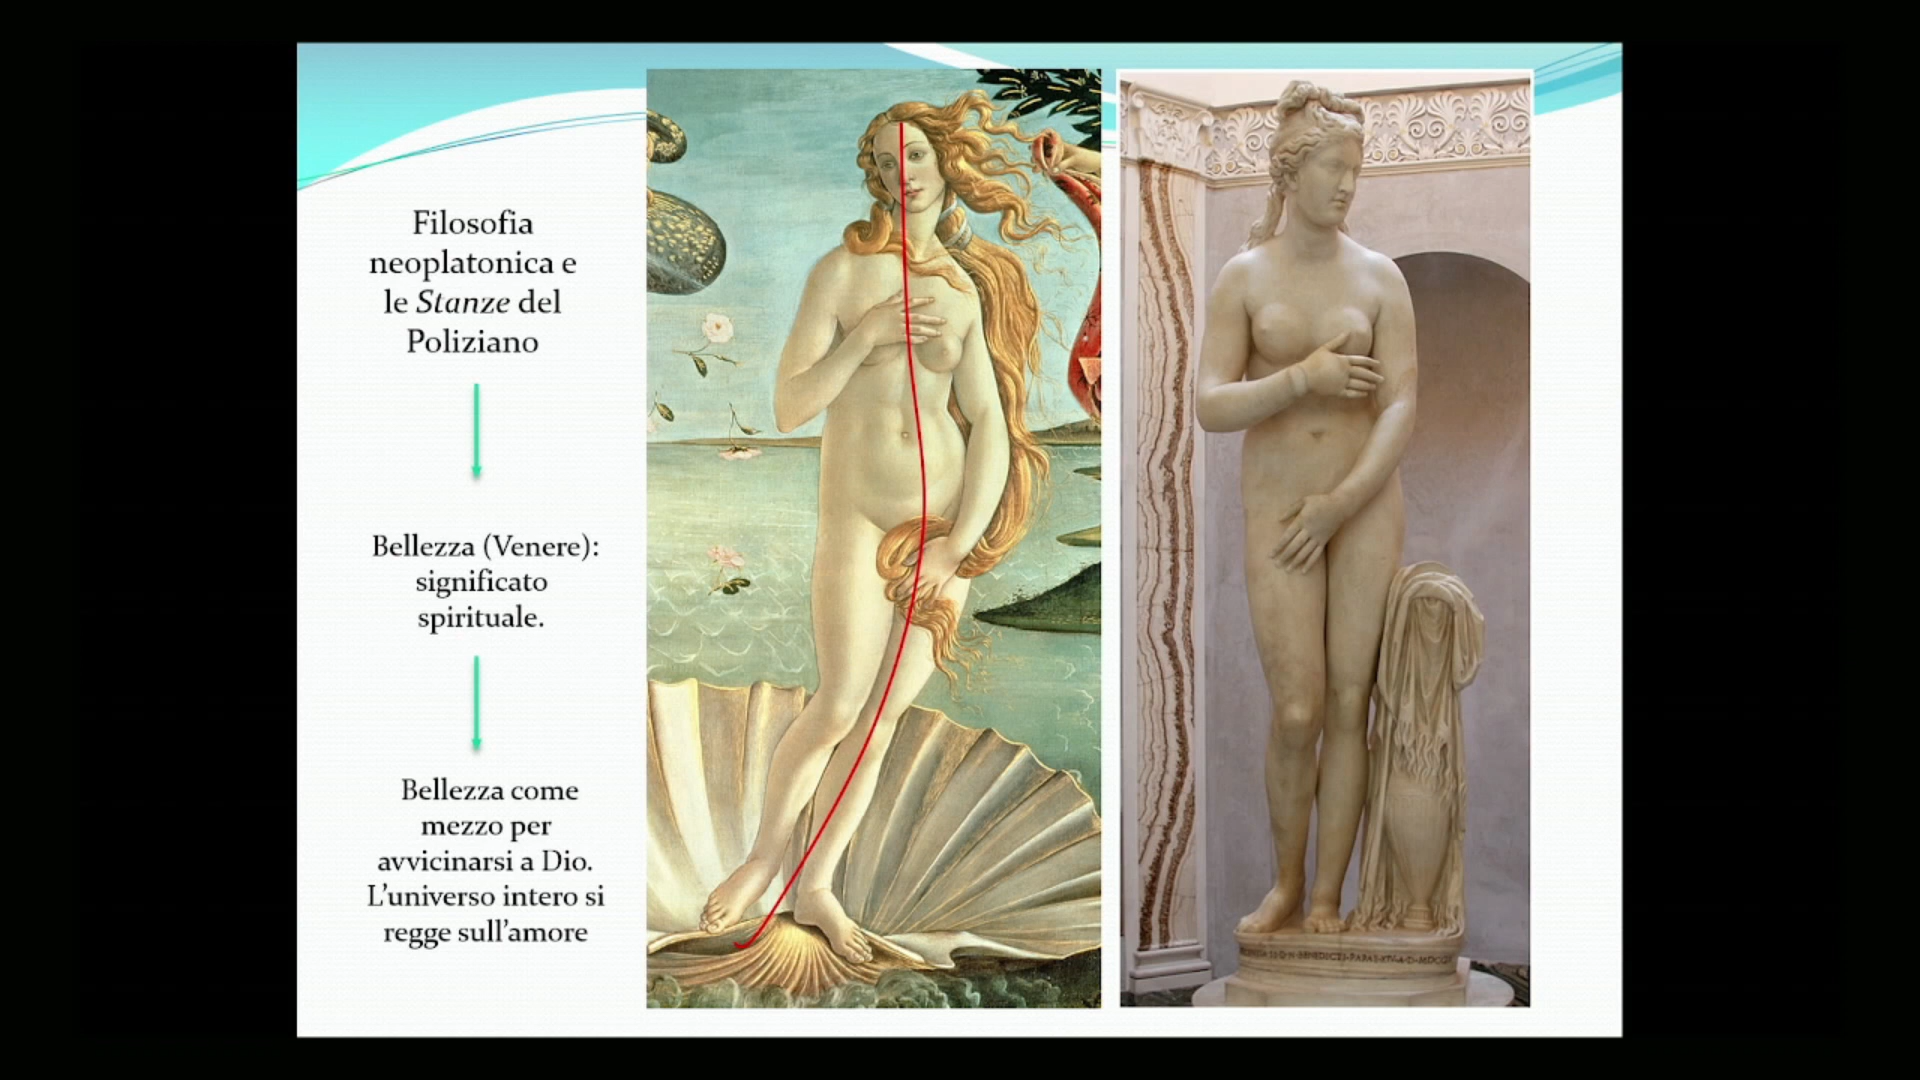 Filosofia
neoplatonica e
le Stanze del
Poliziano
Bellezza (Venere):
significato
spirituale.
Bellezza come
mezzo per
avvicinarsi a Dio.
L'universo intero si
regge sull'amore